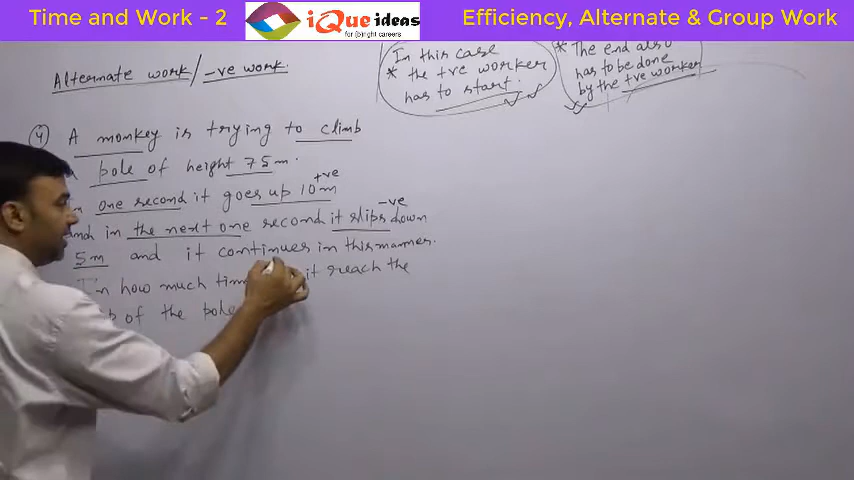 Time and Work - 2
iQue ideas
for {b}right careers
Efficiency, Alternate & Group Work
Alternate work/-ve work.
In this case
* the +ve worker
has to start.
* The end also
has to be done
by the +ve worker
4) A monkey is trying to climb
pole of height 75m.
one second it goes up 10m +ve
and in the next one second it slips down -ve
5m and it continues in this manner.
In how much tim it reach the
of the pole